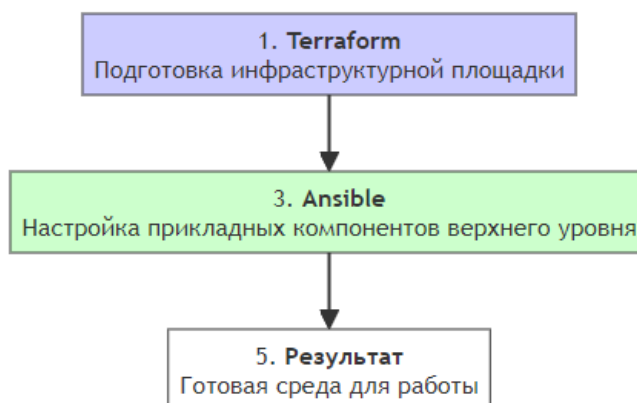 1. Terraform
Подготовка инфраструктурной площадки
3. Ansible
Настройка прикладных компонентов верхнего уровня
5. Результат
Готовая среда для работы